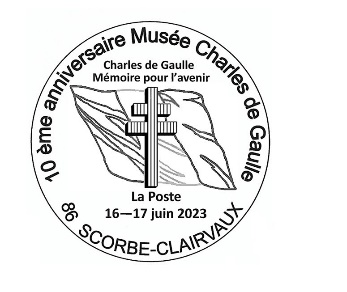 10 ème anniversaire Musée Charles de Gaulle
Charles de Gaulle
Mémoire pour l'avenir
La Poste
16—17 juin 2023
86 SCORBE-CLAIRVAUX